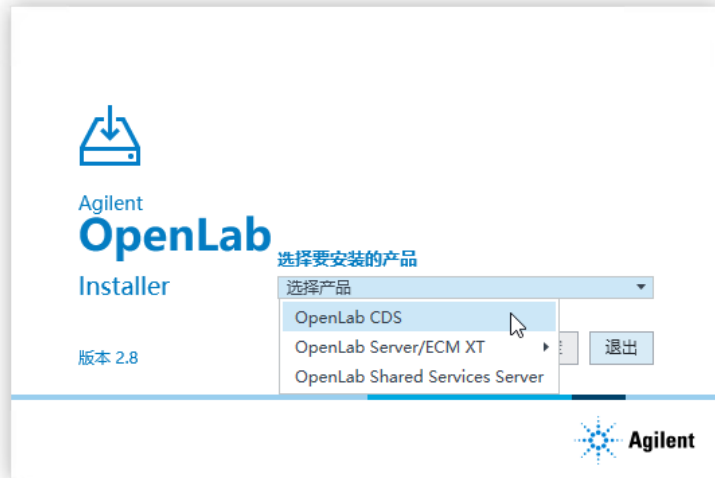 Agilent
OpenLab
Installer
版本 2.8
选择要安装的产品
选择产品
OpenLab CDS
OpenLab Server/ECM XT
OpenLab Shared Services Server
退出
Agilent